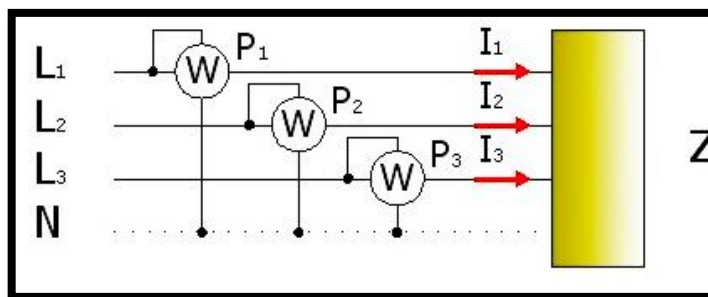 L₁ W P₁ I₁
L₂ W P₂ I₂
L₃ W P₃ I₃
N
Z